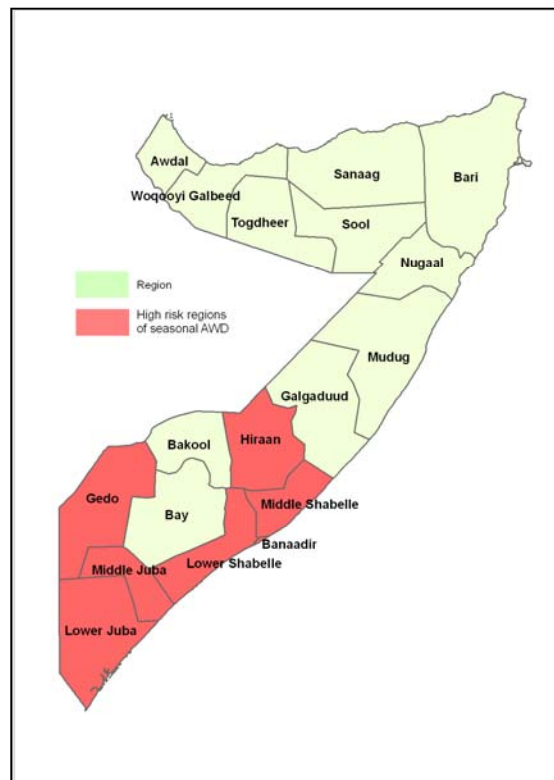 Awdal
Sanaag
Bari
Woqooyi Galbeed
Togdheer
Sool
Nugaal
Region
High risk regions
of seasonal AWD
Mudug
Galgaduud
Hiraan
Bakool
Gedo
Middle Shabelle
Bay
Banaadir
Lower Shabelle
Middle Juba
Lower Juba